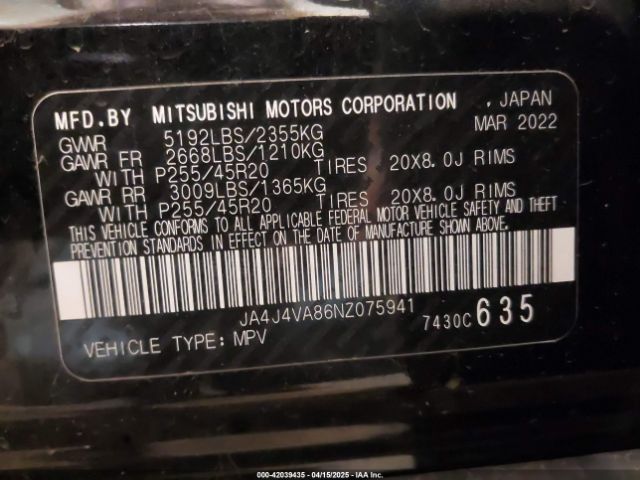 MFD.BY MITSUBISHI MOTORS CORPORATION , JAPAN
MAR 2022
GVWR 5192LBS/2355KG
GAWR FR 2668LBS/1210KG
WITH P255/45R20 TIRES 20X8.0J RIMS
GAWR RR 3009LBS/1365KG
WITH P255/45R20 TIRES 20X8.0J RIMS
THIS VEHICLE CONFORMS TO ALL APPLICABLE FEDERAL MOTOR VEHICLE SAFETY AND THEFT
PREVENTION STANDARDS IN EFFECT ON THE DATE OF MANUFACTURE SHOWN ABOVE.
JA4J4VA86NZ075941
7430C 635
VEHICLE TYPE: MPV
000-42039435 - 04/15/2025 - IAA Inc.